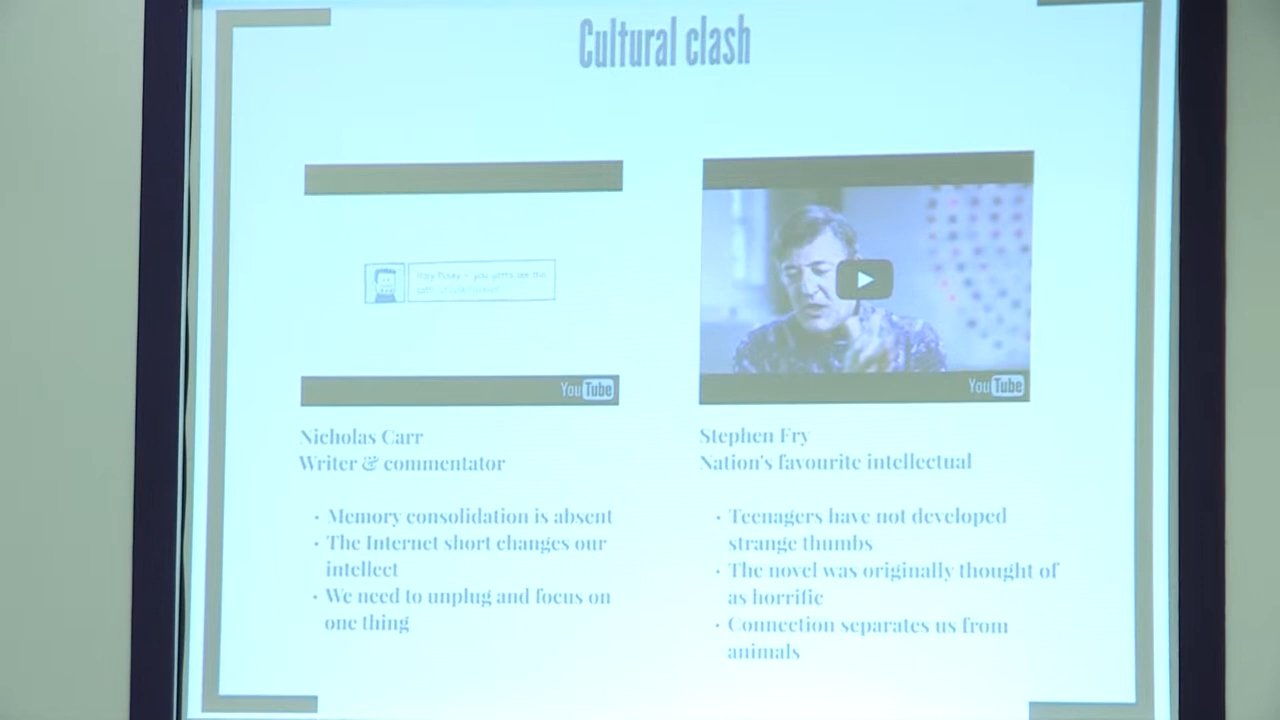 Cultural clash
YouTube
Nicholas Carr
Writer & commentator
• Memory consolidation is absent
• The Internet short changes our
intellect
• We need to unplug and focus on
one thing
YouTube
Stephen Fry
Nation's favourite intellectual
• Teenagers have not developed
strange thumbs
• The novel was originally thought of
as horrific
• Connection separates us from
animals